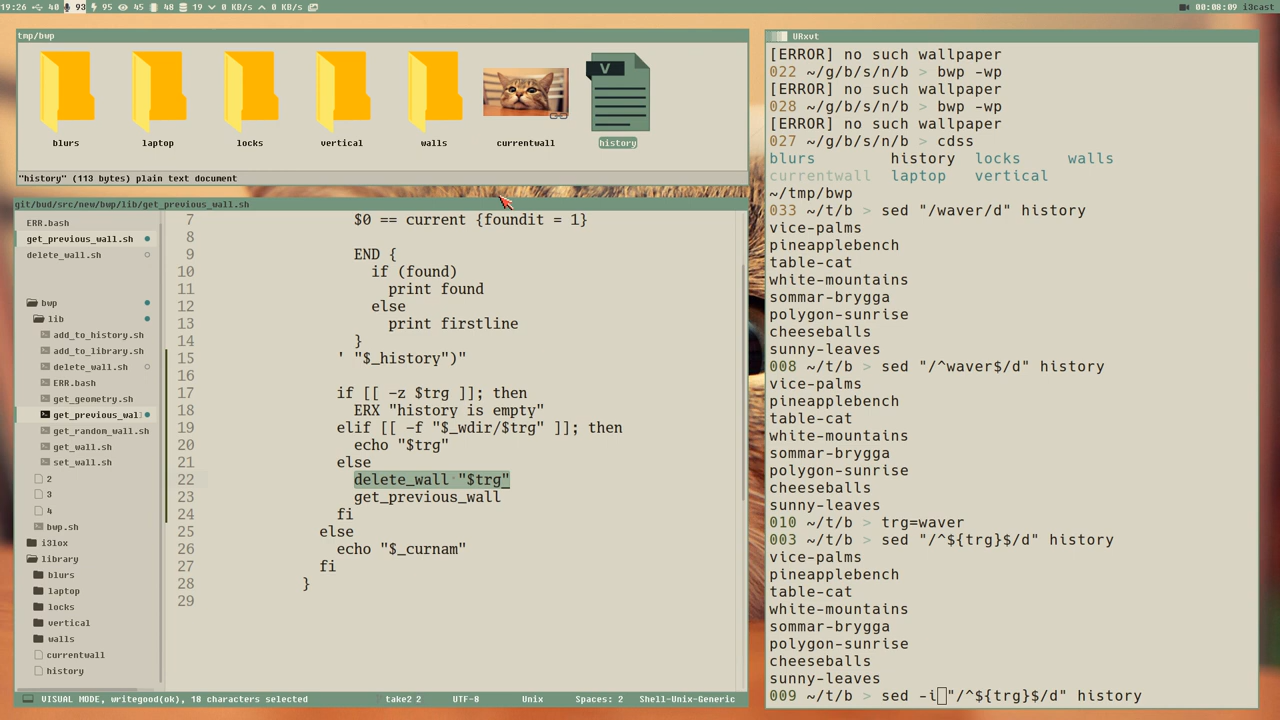 19:26 40 93 95 45 48 19 0 KB/s 0 KB/s
00:08:09 i3cast
tmp/bwp
blurs laptop locks vertical walls currentwall history
V
"history" (113 bytes) plain text document
git/bud/src/new/bwp/lib/get_previous_wall.sh
ERR.bash
get_previous_wall.sh
delete_wall.sh
bwp
lib
add_to_history.sh
add_to_library.sh
delete_wall.sh
ERR.bash
get_geometry.sh
get_previous_wal
get_random_wall.sh
get_wall.sh
set_wall.sh
2
3
4
bwp.sh
i3lox
library
blurs
laptop
locks
vertical
walls
currentwall
history
7 $0 == current {foundit = 1}
8
9 END {
10 if (found)
11 print found
12 else
13 print firstline
14 }
15 ' "$_history")"
16
17 if [[ -z $trg ]]; then
18 ERX "history is empty"
19 elif [[ -f "$_wdir/$trg" ]]; then
20 echo "$trg"
21 else
22 delete_wall "$trg"
23 get_previous_wall
24 fi
25 else
26 echo "$_curnam"
27 fi
28 }
29
VISUAL MODE, writegood(ok), 18 characters selected take2 2 UTF-8 Unix Spaces: 2 Shell-Unix-Generic
URxvt
[ERROR] no such wallpaper
022 ~/g/b/s/n/b > bwp -wp
[ERROR] no such wallpaper
028 ~/g/b/s/n/b > bwp -wp
[ERROR] no such wallpaper
027 ~/g/b/s/n/b > cdss
blurs history locks walls
currentwall laptop vertical
~/tmp/bwp
033 ~/t/b > sed "/waver/d" history
vice-palms
pineapplebench
table-cat
white-mountains
sommar-brygga
polygon-sunrise
cheeseballs
sunny-leaves
008 ~/t/b > sed "/^waver$/d" history
vice-palms
pineapplebench
table-cat
white-mountains
sommar-brygga
polygon-sunrise
cheeseballs
sunny-leaves
010 ~/t/b > trg=waver
003 ~/t/b > sed "/^${trg}$/d" history
vice-palms
pineapplebench
table-cat
white-mountains
sommar-brygga
polygon-sunrise
cheeseballs
sunny-leaves
009 ~/t/b > sed -i "/^${trg}$/d" history